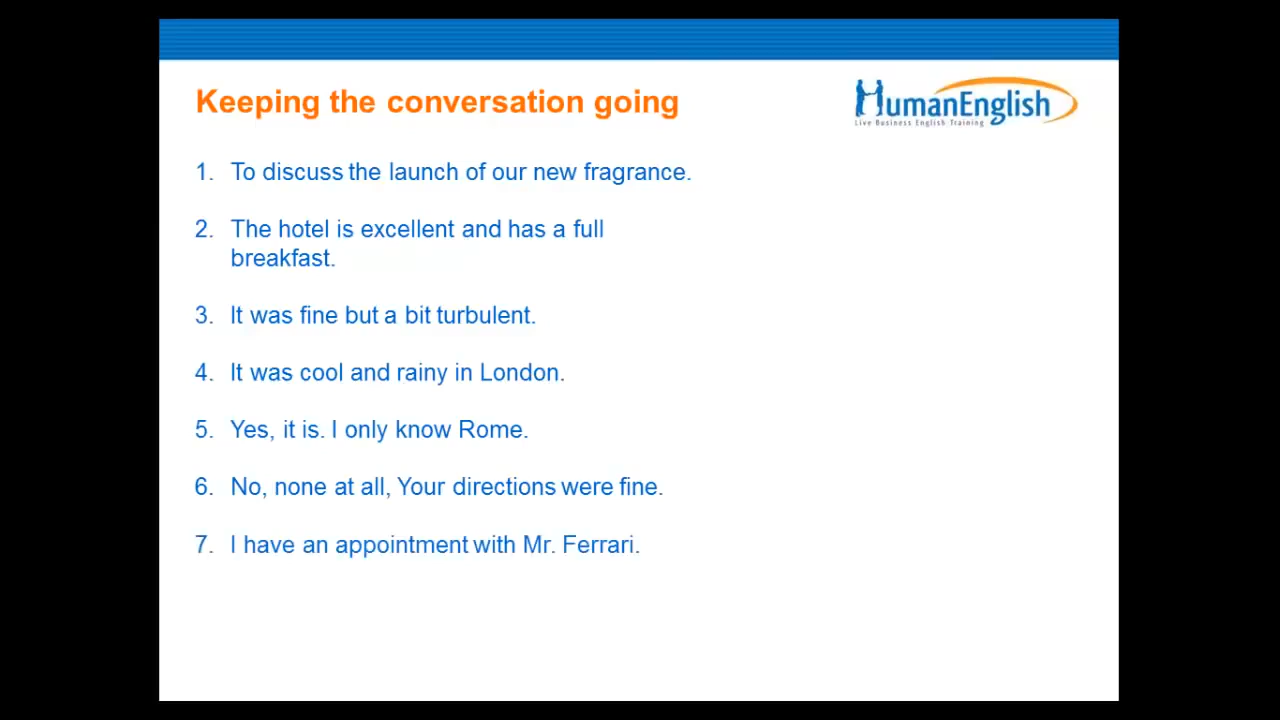 Keeping the conversation going
HumanEnglish
Live Business English Training
1. To discuss the launch of our new fragrance.
2. The hotel is excellent and has a full
breakfast.
3. It was fine but a bit turbulent.
4. It was cool and rainy in London.
5. Yes, it is. I only know Rome.
6. No, none at all, Your directions were fine.
7. I have an appointment with Mr. Ferrari.